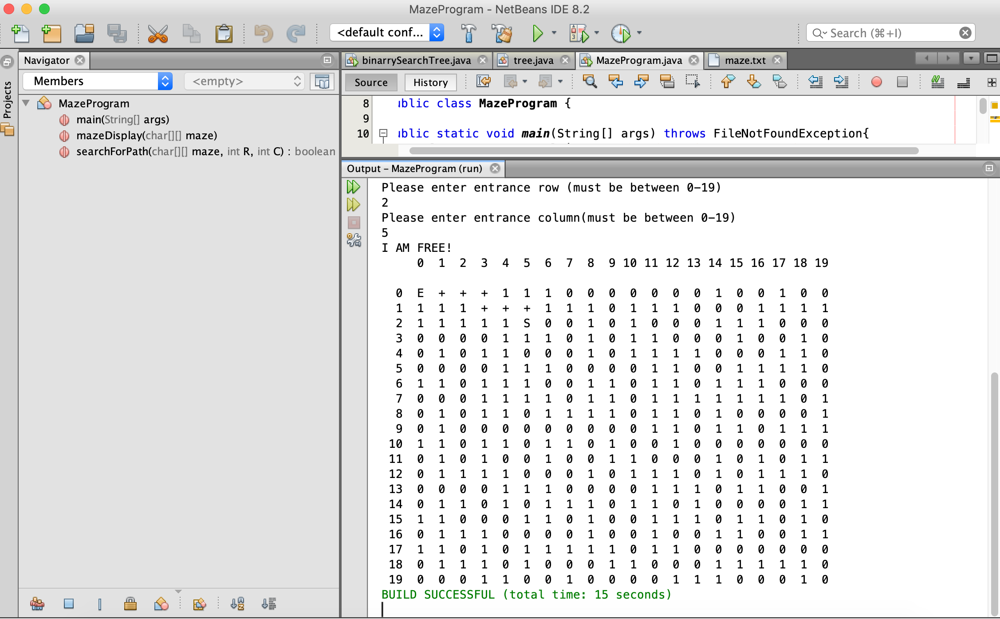 MazeProgram - NetBeans IDE 8.2
<default conf...
Search (⌘+I)
Projects
Navigator
Members
<empty>
MazeProgram
main(String[] args)
mazeDisplay(char[][] maze)
searchForPath(char[][] maze, int R, int C) : boolean
binarrySearchTree.java
tree.java
MazeProgram.java
maze.txt
Source
History
8 ublic class MazeProgram {
9
10 ublic static void main(String[] args) throws FileNotFoundException{
Output – MazeProgram (run)
Please enter entrance row (must be between 0-19)
2
Please enter entrance column(must be between 0-19)
5
I AM FREE!
0 1 2 3 4 5 6 7 8 9 10 11 12 13 14 15 16 17 18 19
0 E + + + 1 1 1 0 0 0 0 0 0 0 1 0 0 1 0 0
1 1 1 1 + + + 1 1 1 0 1 1 1 0 0 0 1 1 1 1
2 1 1 1 1 1 S 0 0 1 0 1 0 0 0 1 1 1 0 0 0
3 0 0 0 0 1 1 1 0 1 0 1 1 0 0 0 1 0 0 1 0
4 0 1 0 1 1 0 0 0 1 0 1 1 1 1 0 0 0 1 1 0
5 0 0 0 0 1 1 1 0 0 0 0 1 1 0 0 1 1 1 1 0
6 1 1 0 1 1 1 0 0 1 1 0 1 1 0 1 1 1 0 0 0
7 0 0 0 1 1 1 1 0 1 1 0 1 1 1 1 1 1 1 0 1
8 0 1 0 1 1 0 1 1 1 1 0 1 1 0 1 0 0 0 0 1
9 0 1 0 0 0 0 0 0 0 0 0 1 1 0 1 1 0 1 1 1
10 1 1 0 1 1 0 1 1 0 1 0 0 1 0 0 0 0 0 0 0
11 0 1 0 1 0 0 1 0 0 1 1 0 0 0 1 0 1 0 1 1
12 0 1 1 1 1 0 0 0 1 0 1 1 1 0 1 0 1 1 1 0
13 0 0 0 0 1 1 1 0 0 0 0 1 1 1 0 1 1 0 0 1
14 0 1 1 0 1 0 1 1 1 0 1 1 0 1 0 0 0 0 1 1
15 1 1 0 0 0 1 1 0 1 0 0 1 1 1 0 1 1 0 1 0
16 0 1 1 1 0 0 0 0 1 0 0 1 0 0 1 1 0 0 1 1
17 1 1 0 1 0 1 1 1 1 1 0 1 1 0 0 0 0 0 0 0
18 0 1 1 1 0 1 0 0 0 1 1 0 0 0 1 1 1 1 1 0
19 0 0 0 1 1 0 0 1 0 0 0 0 1 1 1 0 0 0 1 0
BUILD SUCCESSFUL (total time: 15 seconds)